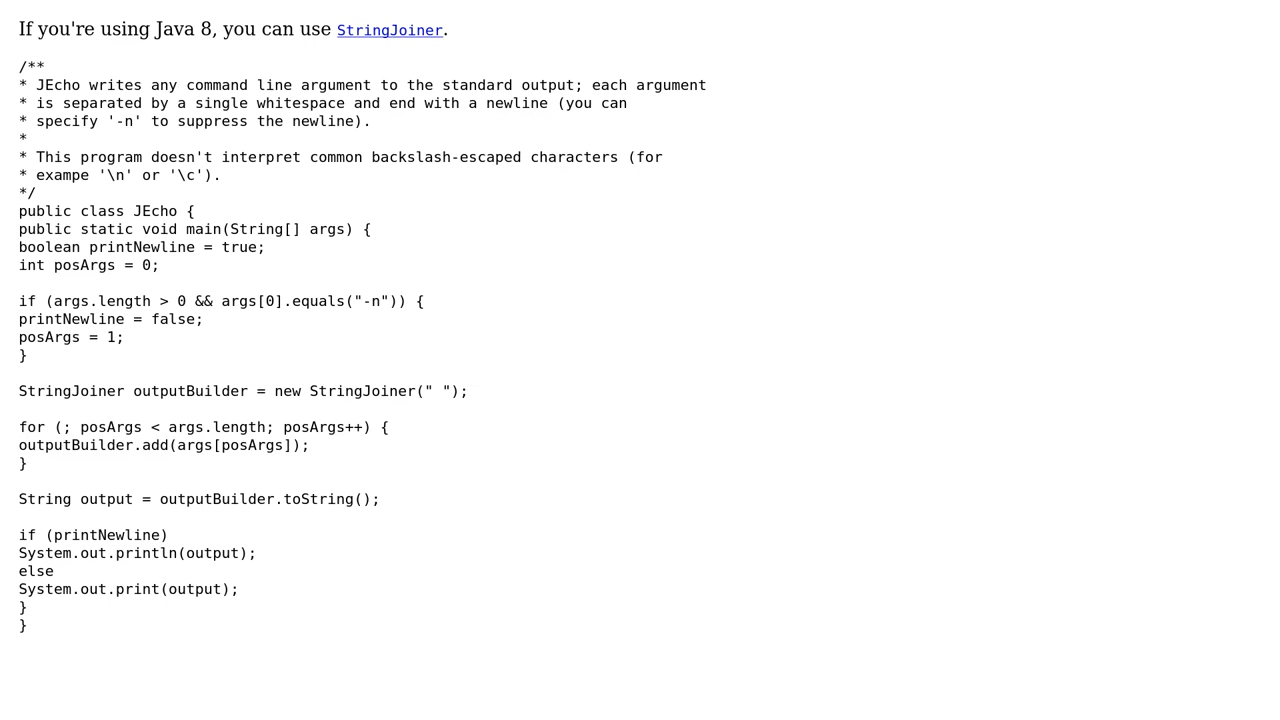 If you're using Java 8, you can use StringJoiner.
/**
* JEcho writes any command line argument to the standard output; each argument
* is separated by a single whitespace and end with a newline (you can
* specify '-n' to suppress the newline).
*
* This program doesn't interpret common backslash-escaped characters (for
* exampe '\n' or '\c').
*/
public class JEcho {
public static void main(String[] args) {
boolean printNewline = true;
int posArgs = 0;
if (args.length > 0 && args[0].equals("-n")) {
printNewline = false;
posArgs = 1;
}
StringJoiner outputBuilder = new StringJoiner(" ");
for (; posArgs < args.length; posArgs++) {
outputBuilder.add(args[posArgs]);
}
String output = outputBuilder.toString();
if (printNewline)
System.out.println(output);
else
System.out.print(output);
}
}